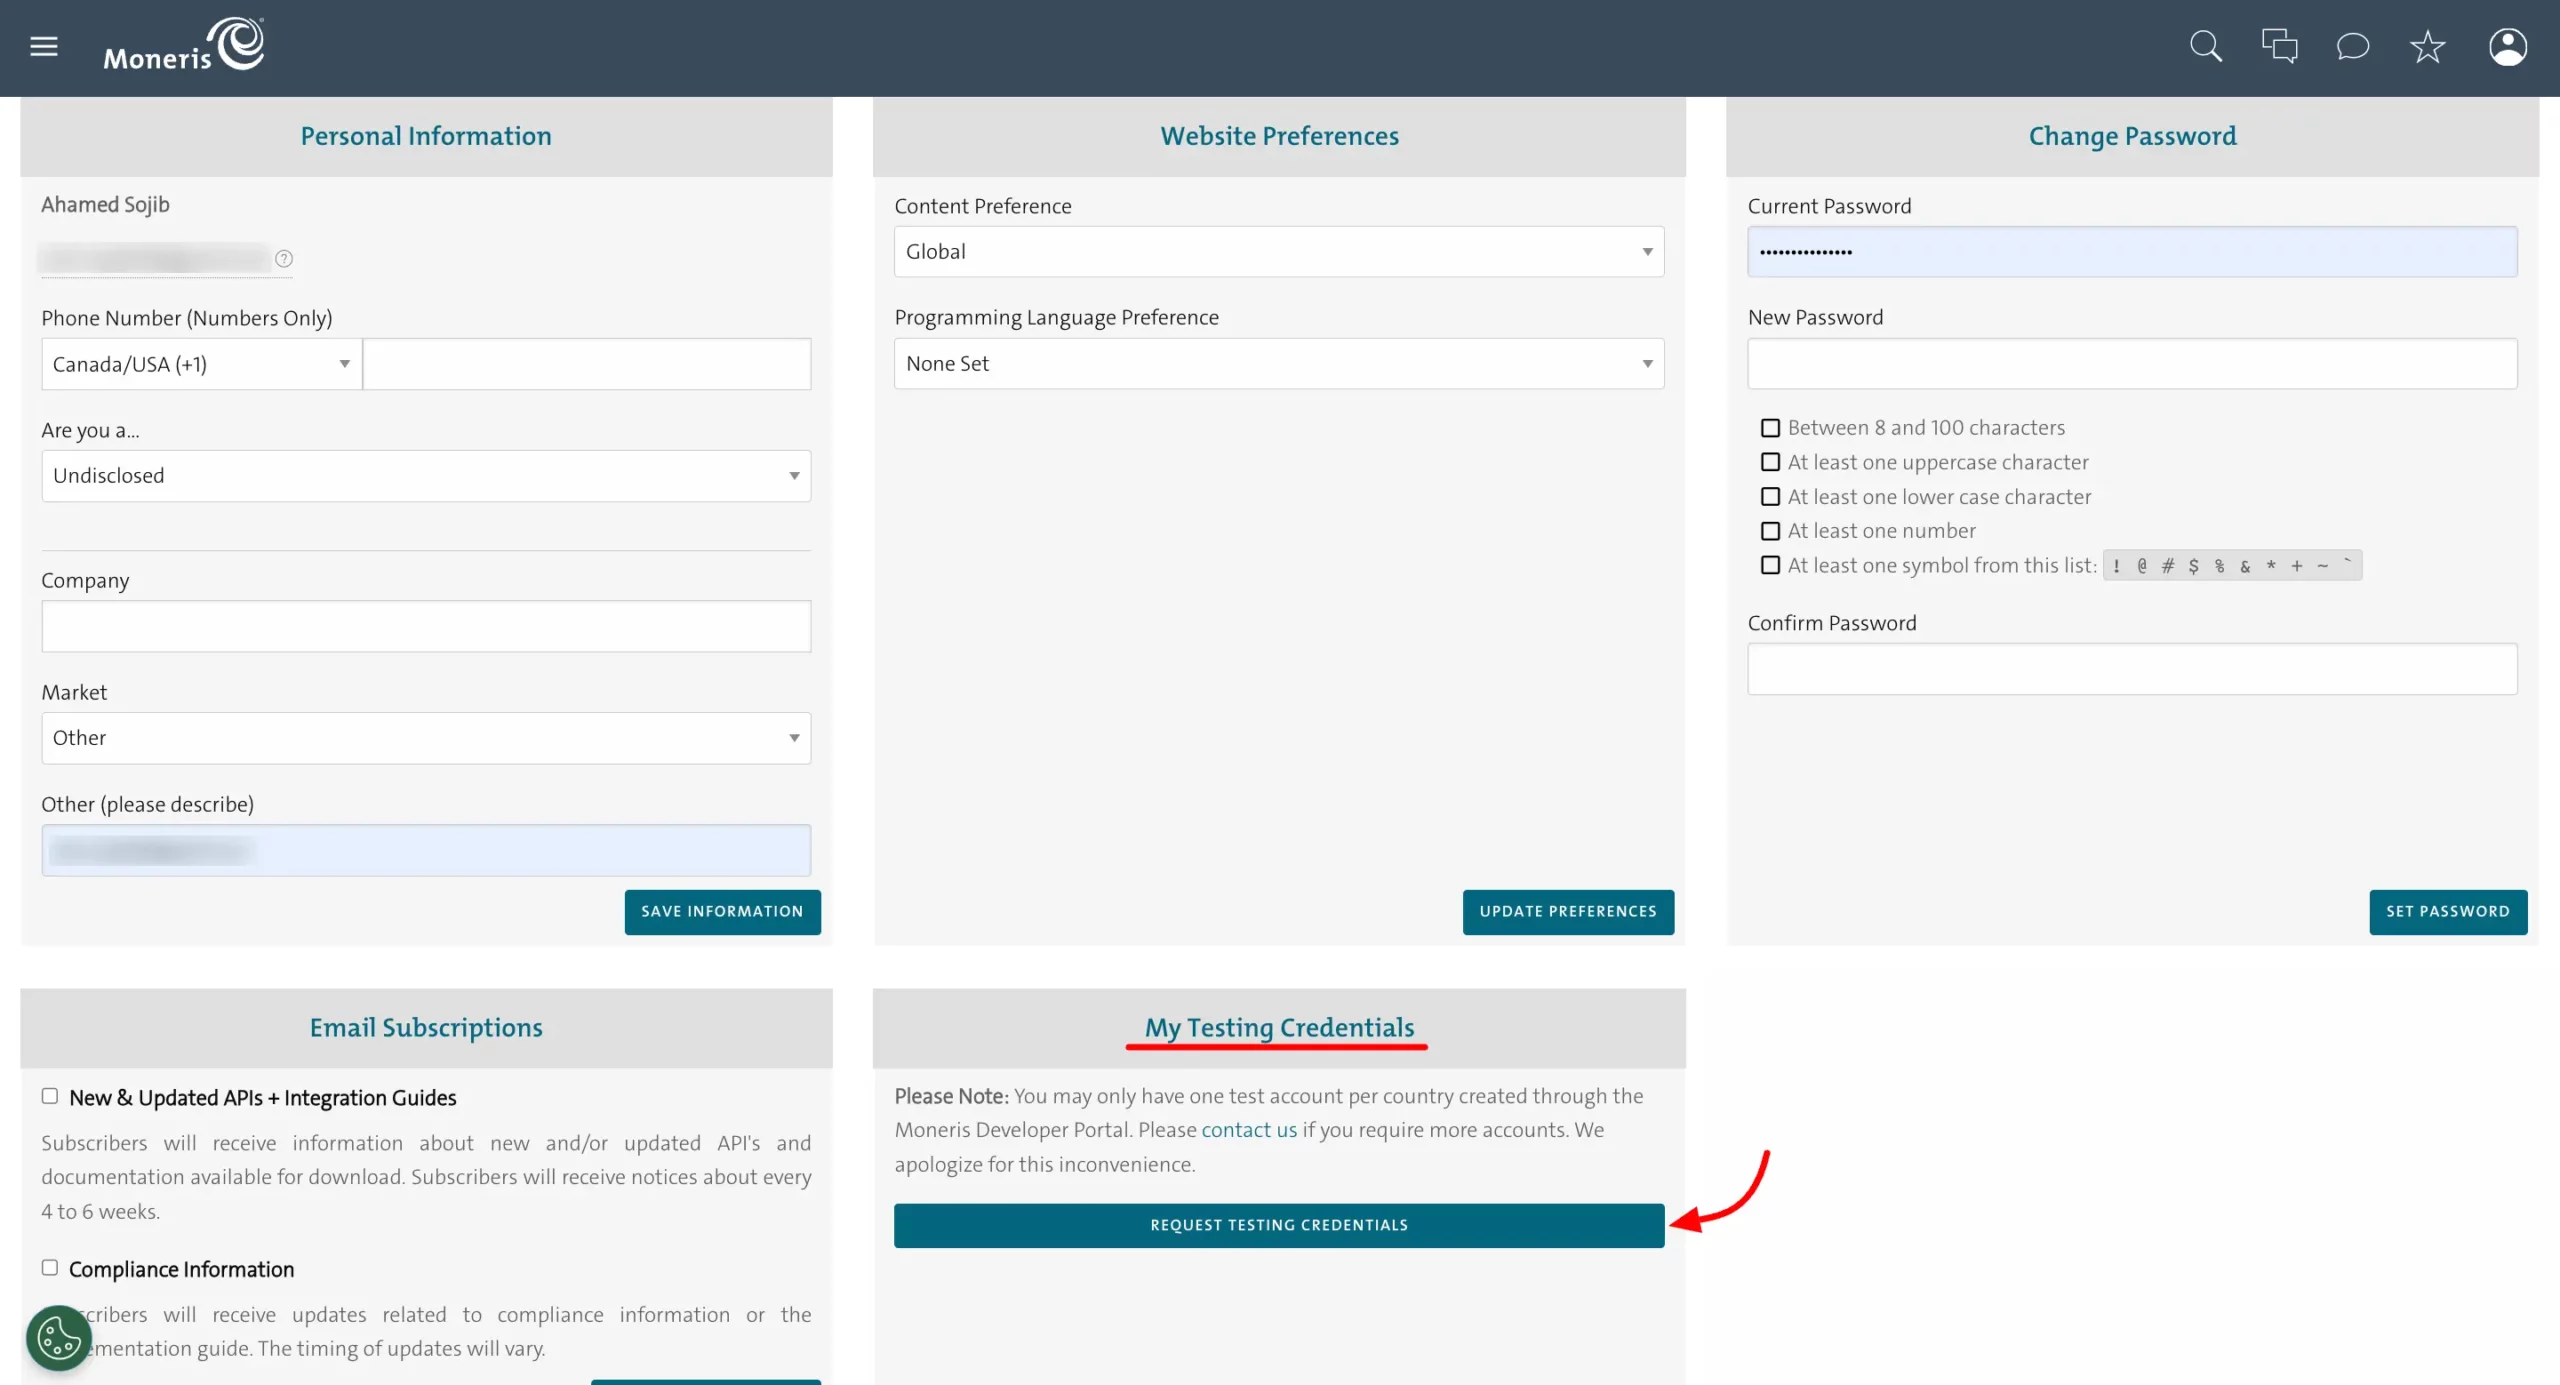 Moneris
Personal Information
Ahamed Sojib
Phone Number (Numbers Only)
Canada/USA (+1)
Are you a...
Undisclosed
Company
Market
Other
Other (please describe)
SAVE INFORMATION
Website Preferences
Content Preference
Global
Programming Language Preference
None Set
UPDATE PREFERENCES
Change Password
Current Password
New Password
Between 8 and 100 characters
At least one uppercase character
At least one lower case character
At least one number
At least one symbol from this list: ! @ # $ % & * + ~ `
Confirm Password
SET PASSWORD
Email Subscriptions
New & Updated APIs + Integration Guides
Subscribers will receive information about new and/or updated API's and
documentation available for download. Subscribers will receive notices about every
4 to 6 weeks.
Compliance Information
will receive updates related to compliance information or the
guide. The timing of updates will vary.
My Testing Credentials
Please Note: You may only have one test account per country created through the
Moneris Developer Portal. Please contact us if you require more accounts. We
apologize for this inconvenience.
REQUEST TESTING CREDENTIALS